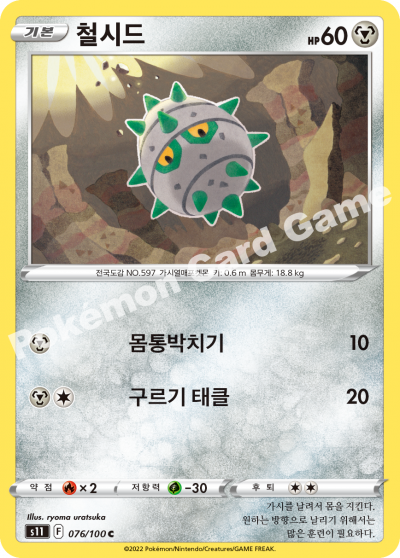 기본 철시드 HP 60
전국도감 NO.597 가시열매포켓몬 키: 0.6 m 몸무게: 18.8 kg
Pokémon Card Game
몸통박치기 10
구르기 태클 20
약점 ×2 저항력 -30 후퇴
Illus. ryoma uratsuka
가시를 날려서 몸을 지킨다.
원하는 방향으로 날리기 위해서는
많은 훈련이 필요하다.
s11 F 076/100 C
©2022 Pokémon/Nintendo/Creatures/GAME FREAK.